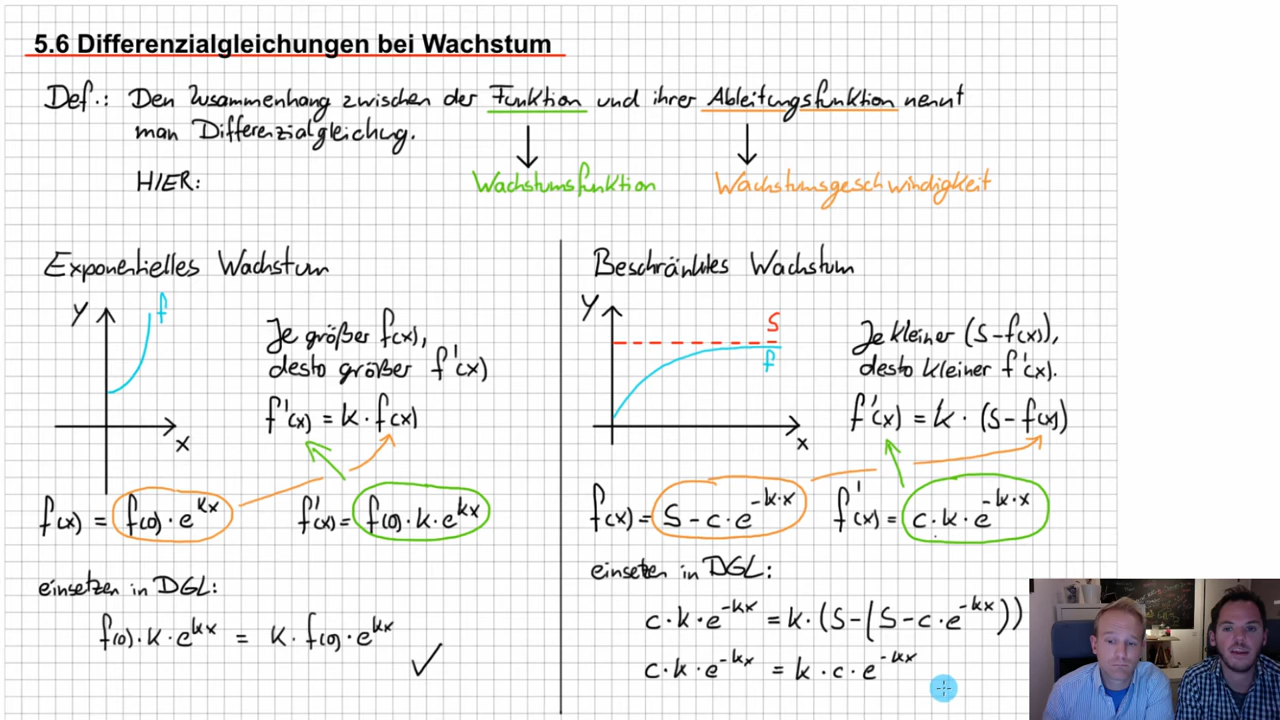 5.6 Differenzialgleichungen bei Wachstum
Def.: Den Zusammenhang zwischen der Funktion und ihrer Ableitungsfunktion nennt
man Differenzialgleichung.
HIER:
Wachstumsfunktion
Wachstumsgeschwindigkeit
Exponentielles Wachstum
y
f
x
Je größer f(x),
desto größer f'(x)
f'(x) = k · f(x)
f(x) = f(0) · e^{kx}
f'(x) = f(0) · k · e^{kx}
einsetzen in DGL:
f(0) · k · e^{kx} = k · f(0) · e^{kx} ✓
Beschränktes Wachstum
y
S
f
x
Je kleiner (S-f(x)),
desto kleiner f'(x).
f'(x) = k · (S - f(x))
f(x) = S - c · e^{-k·x}
f'(x) = c · k · e^{-k·x}
einsetzen in DGL:
c · k · e^{-kx} = k · (S - (S - c · e^{-kx}))
c · k · e^{-kx} = k · c · e^{-kx}